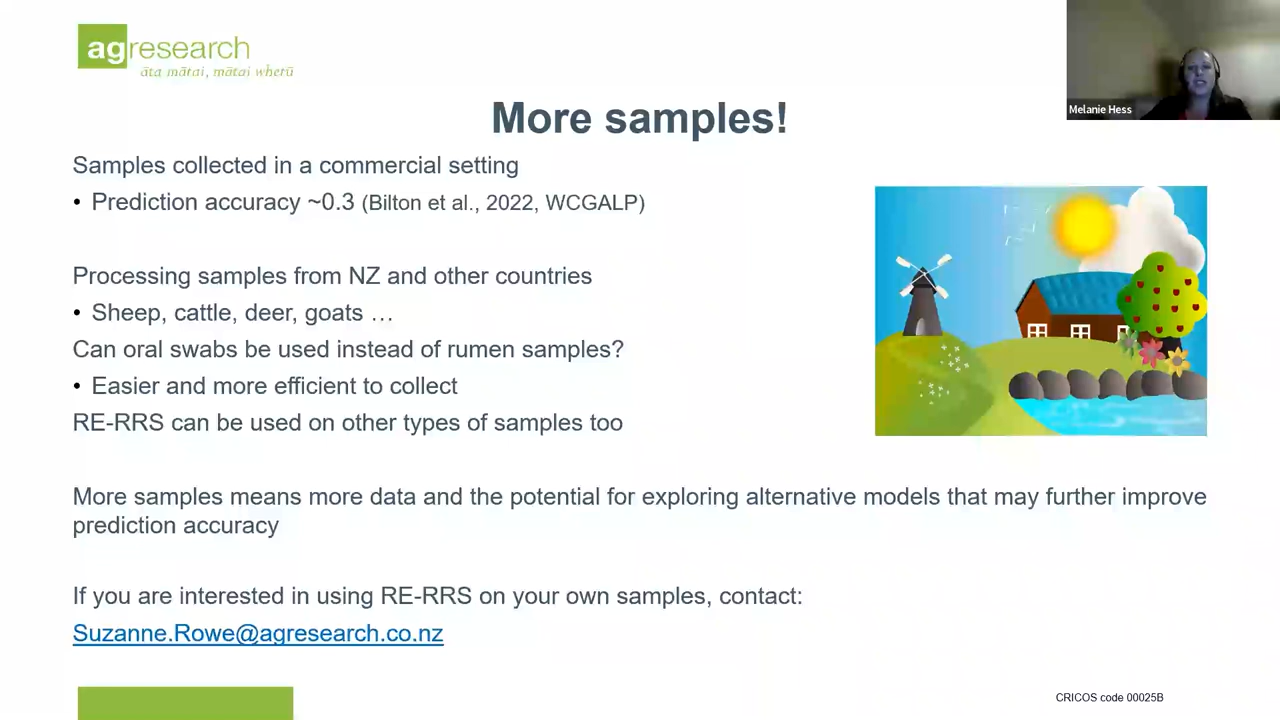 agresearch
āta mātai, mātai whetū
Melanie Hess
More samples!
Samples collected in a commercial setting
• Prediction accuracy ~0.3 (Bilton et al., 2022, WCGALP)
Processing samples from NZ and other countries
• Sheep, cattle, deer, goats …
Can oral swabs be used instead of rumen samples?
• Easier and more efficient to collect
RE-RRS can be used on other types of samples too
More samples means more data and the potential for exploring alternative models that may further improve
prediction accuracy
If you are interested in using RE-RRS on your own samples, contact:
Suzanne.Rowe@agresearch.co.nz
CRICOS code 00025B